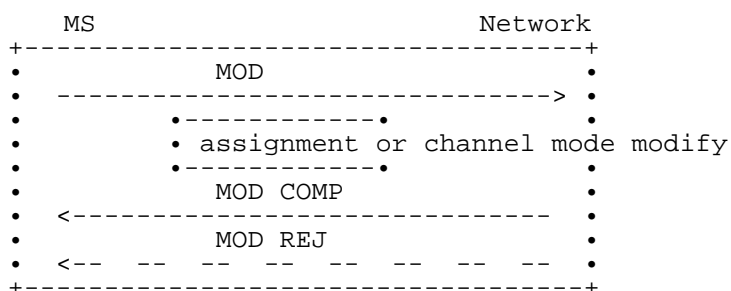 MS Network
MOD
assignment or channel mode modify
MOD COMP
MOD REJ